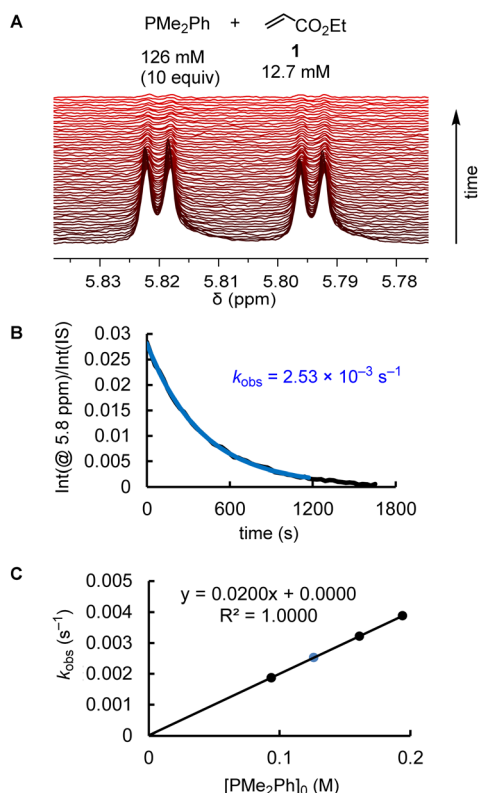 A
PMe₂Ph + CO₂Et
1
126 mM 12.7 mM
(10 equiv)
time
5.83 5.82 5.81 5.80 5.79 5.78
δ (ppm)
B
Int(@ 5.8 ppm)/Int(IS)
0.03
0.025
0.02
0.015
0.01
0.005
0
k_obs = 2.53 × 10⁻³ s⁻¹
0 600 1200 1800
time (s)
C
k_obs (s⁻¹)
0.005
0.004
0.003
0.002
0.001
0
y = 0.0200x + 0.0000
R² = 1.0000
0 0.1 0.2
[PMe₂Ph]₀ (M)